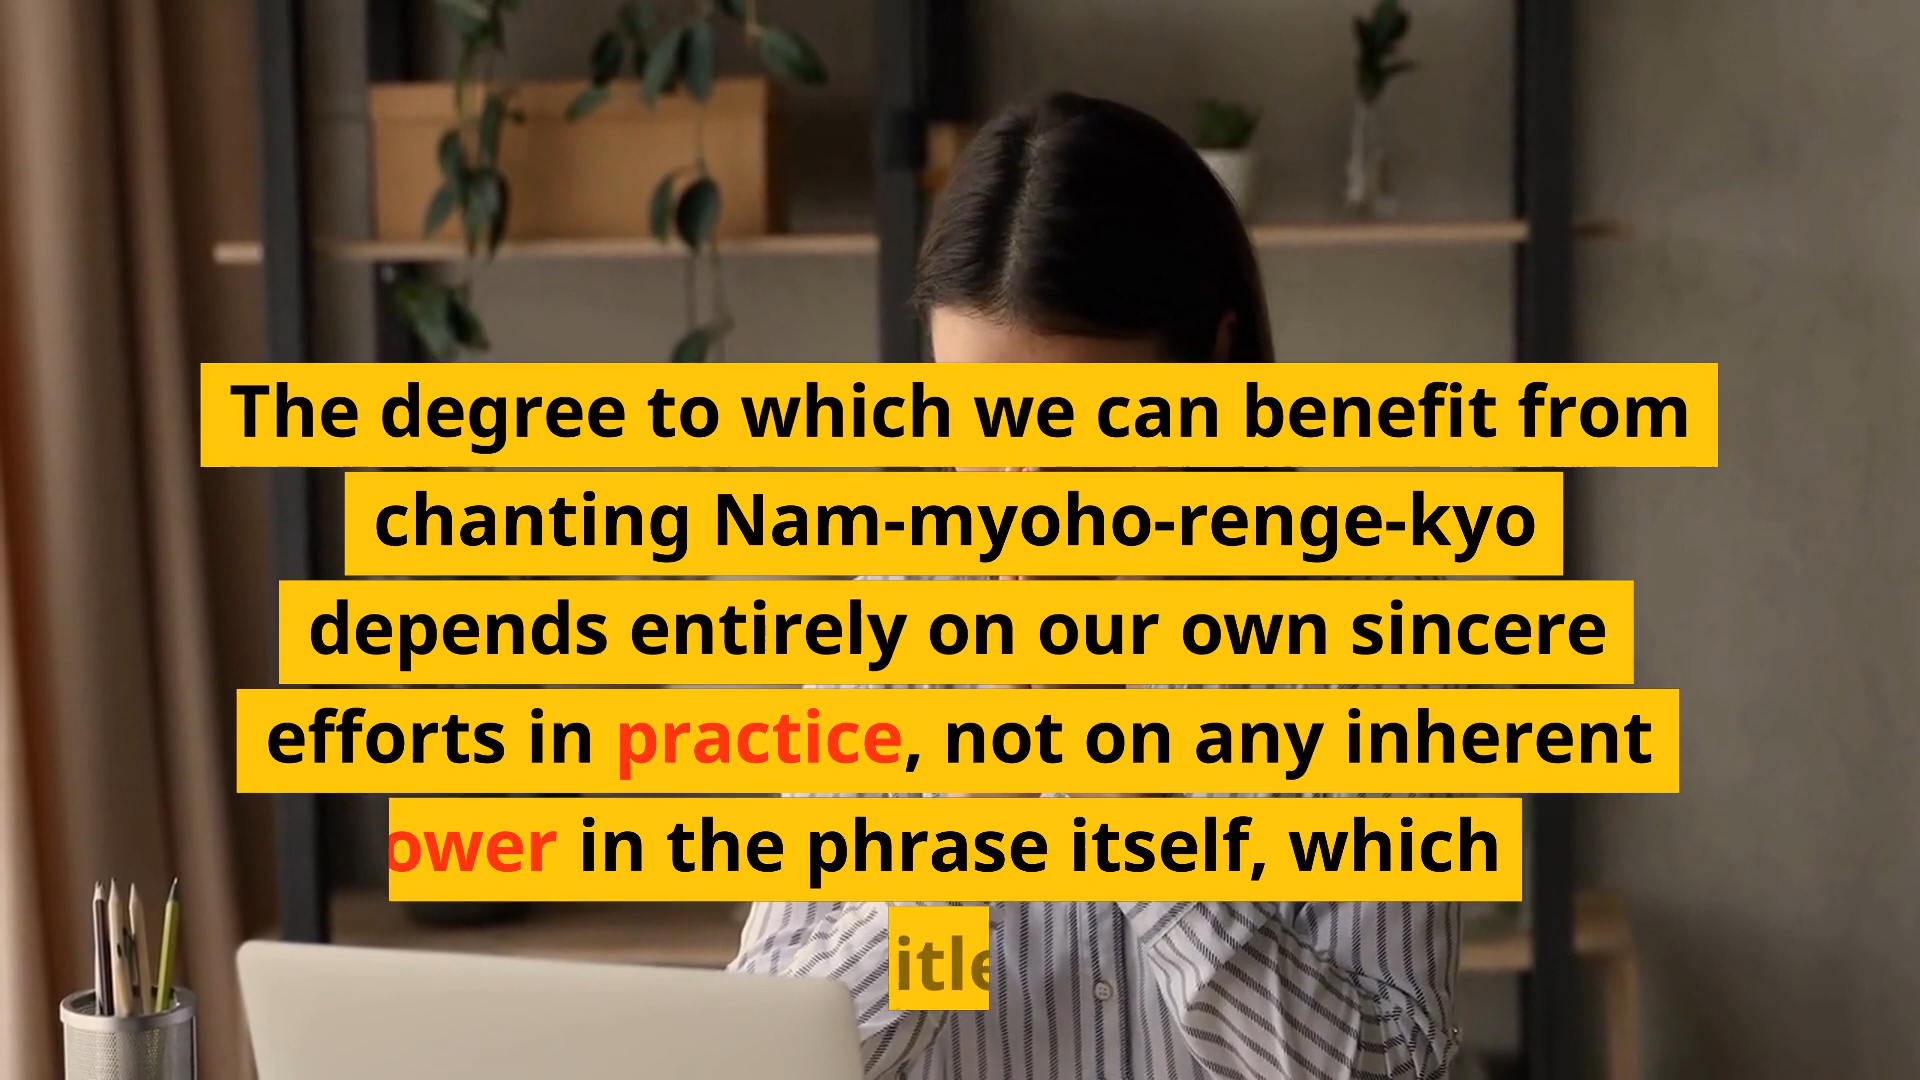 The degree to which we can benefit from
chanting Nam-myoho-renge-kyo
depends entirely on our own sincere
efforts in practice, not on any inherent
ower in the phrase itself, which
itle